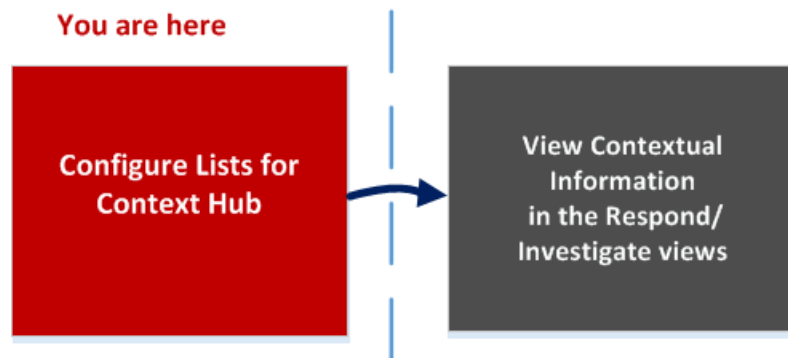 You are here
Configure Lists for
Context Hub
View Contextual
Information
in the Respond/
Investigate views